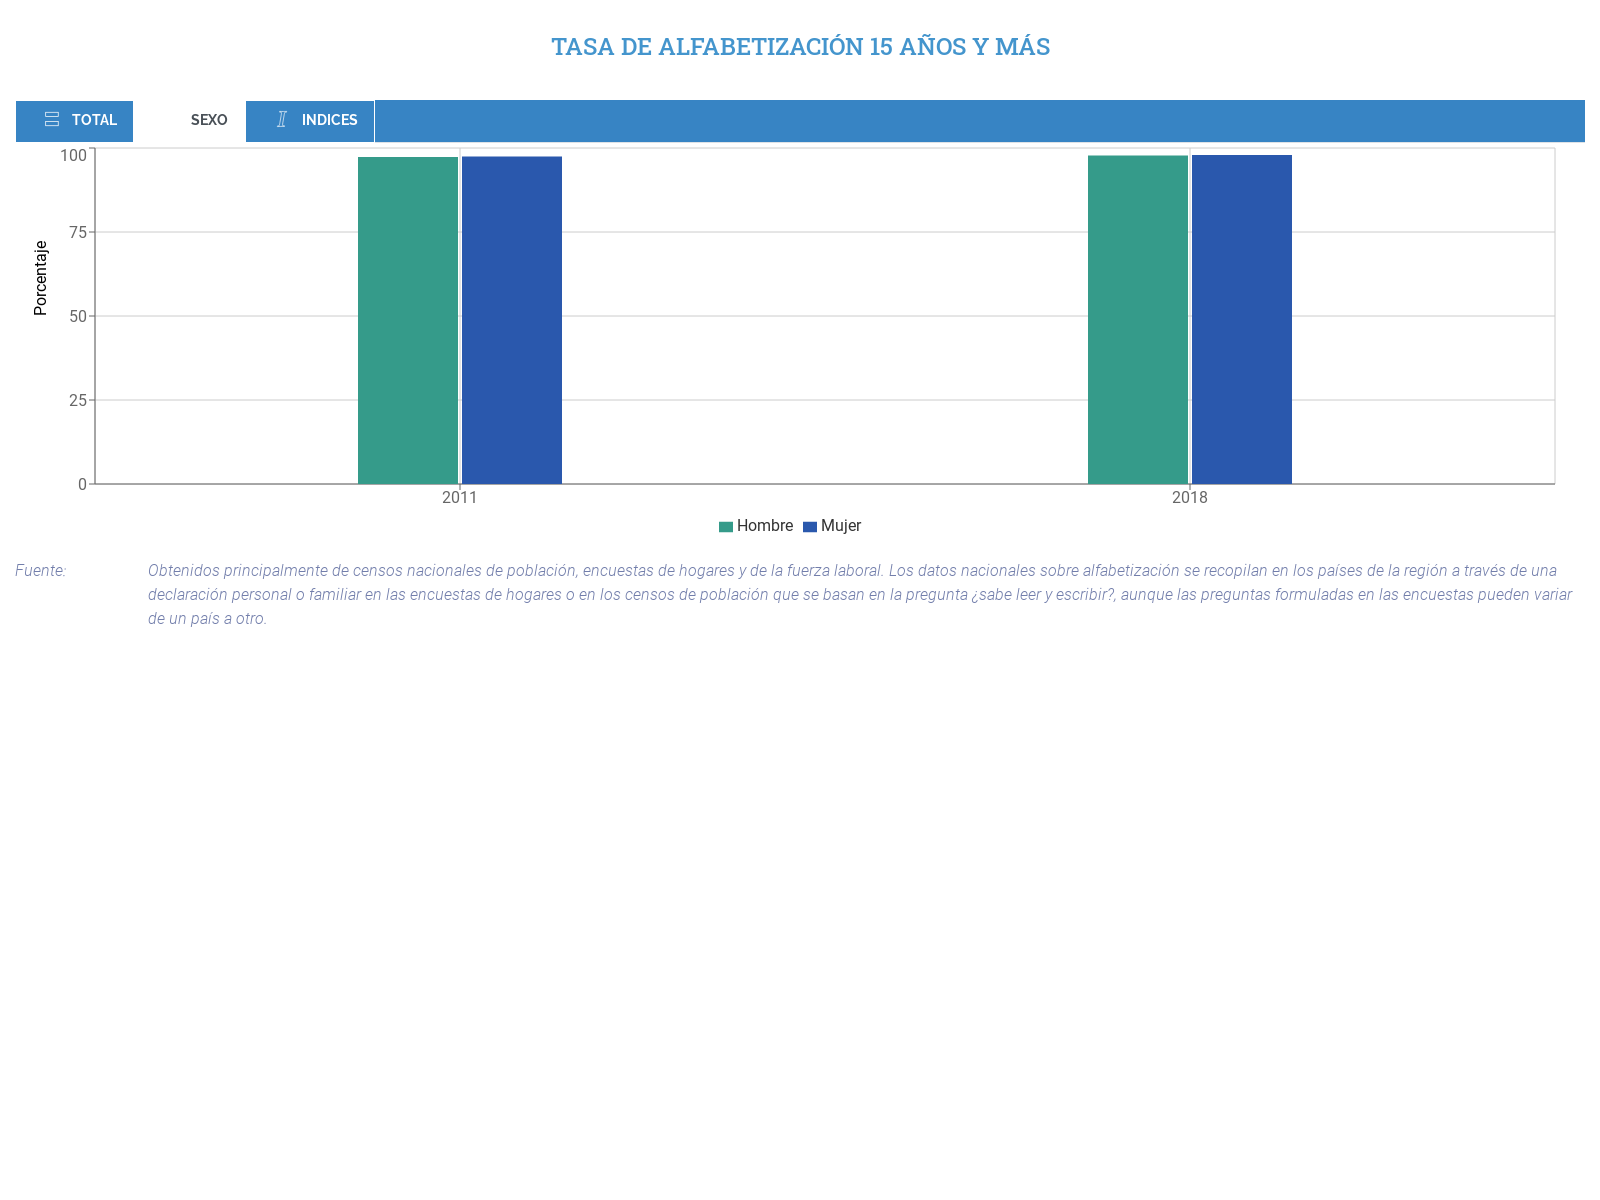 TASA DE ALFABETIZACIÓN 15 AÑOS Y MÁS
TOTAL SEXO INDICES
100
75
50
25
0
Porcentaje
2011 2018
Hombre Mujer
Fuente: Obtenidos principalmente de censos nacionales de población, encuestas de hogares y de la fuerza laboral. Los datos nacionales sobre alfabetización se recopilan en los países de la región a través de una
declaración personal o familiar en las encuestas de hogares o en los censos de población que se basan en la pregunta ¿sabe leer y escribir?, aunque las preguntas formuladas en las encuestas pueden variar
de un país a otro.